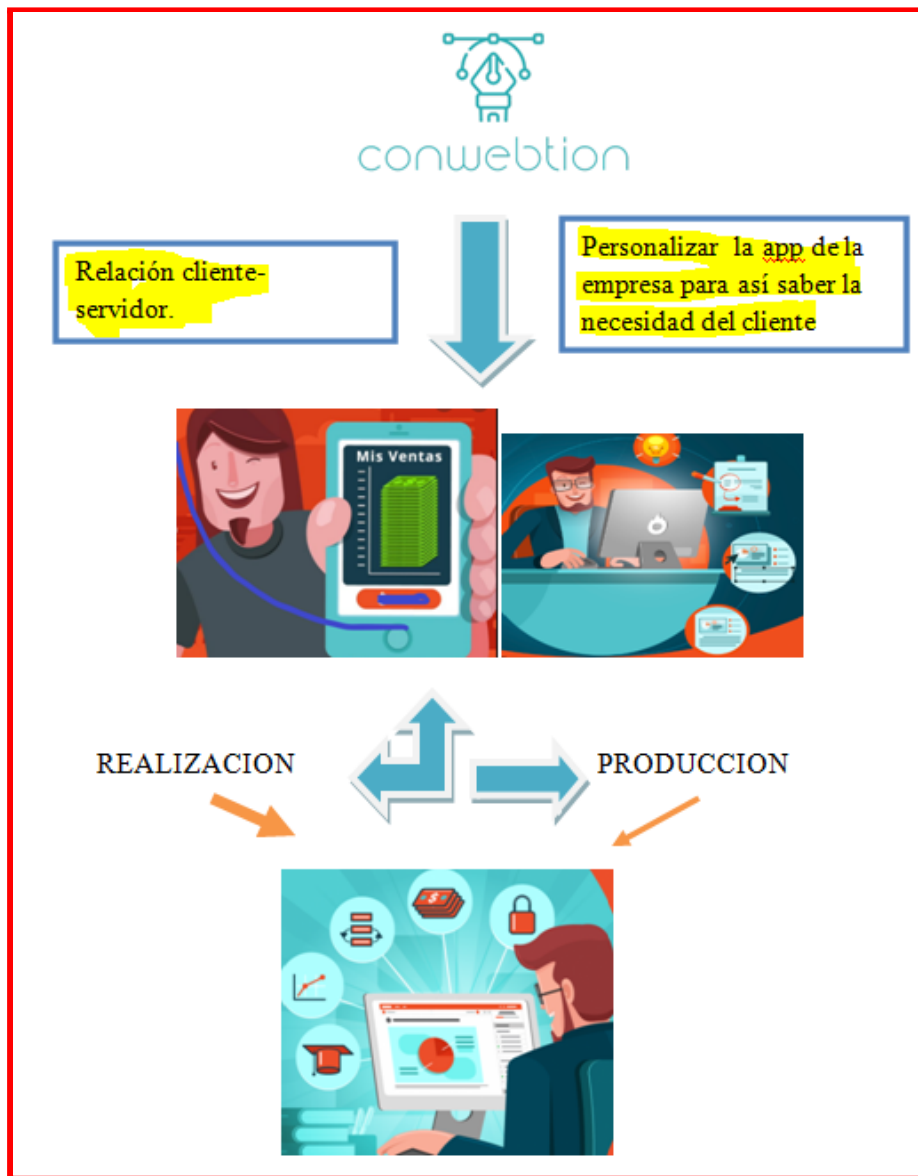 conwebtion
Relación cliente-
servidor.
Personalizar la app de la
empresa para así saber la
necesidad del cliente
Mis Ventas
REALIZACION
PRODUCCION